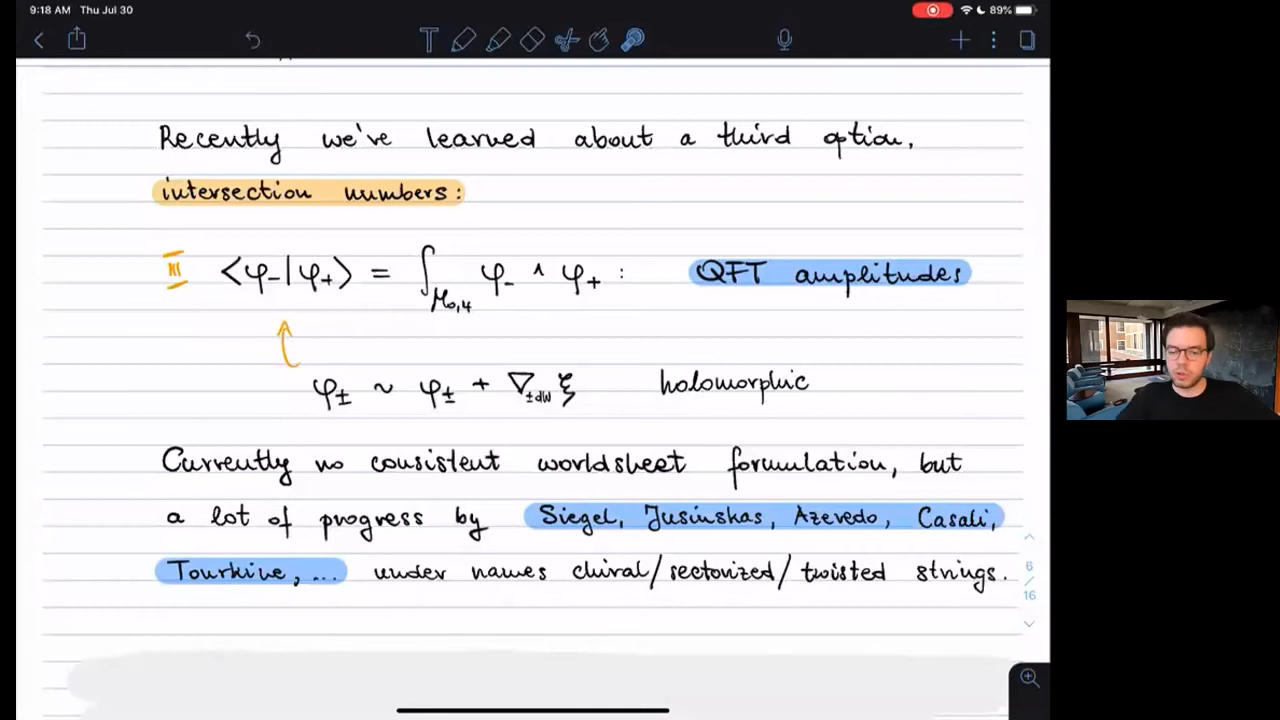 9:18 AM Thu Jul 30
89%
Recently we've learned about a third option,
intersection numbers:
III ⟨φ₋|φ₊⟩ = ∫_{M₀,₄} φ₋ ∧ φ₊ : QFT amplitudes
φ± ~ φ± + ∇_{±dW} ξ holomorphic
Currently no consistent worldsheet formulation, but
a lot of progress by Siegel, Jusinskas, Azevedo, Casali,
Tourkine, ... under names chiral/sectorized/twisted strings.
6
/
16